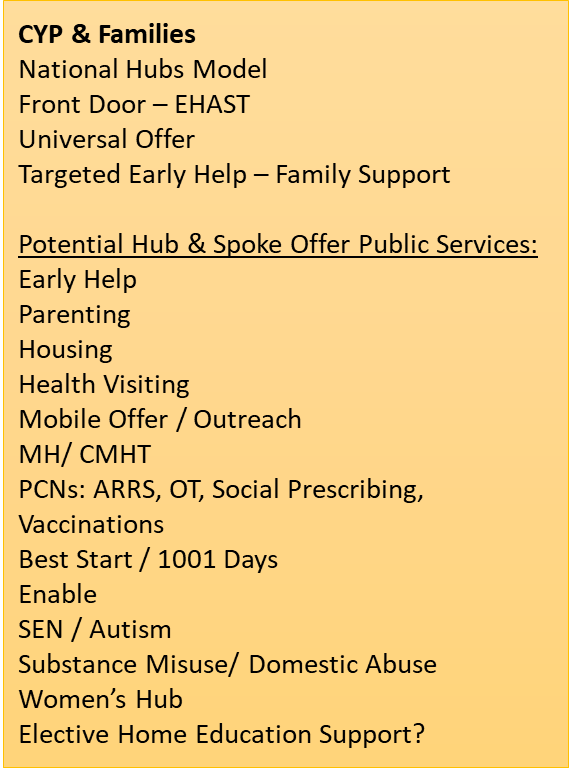 CYP & Families
National Hubs Model
Front Door – EHAST
Universal Offer
Targeted Early Help – Family Support
Potential Hub & Spoke Offer Public Services:
Early Help
Parenting
Housing
Health Visiting
Mobile Offer / Outreach
MH/ CMHT
PCNs: ARRS, OT, Social Prescribing,
Vaccinations
Best Start / 1001 Days
Enable
SEN / Autism
Substance Misuse/ Domestic Abuse
Women’s Hub
Elective Home Education Support?